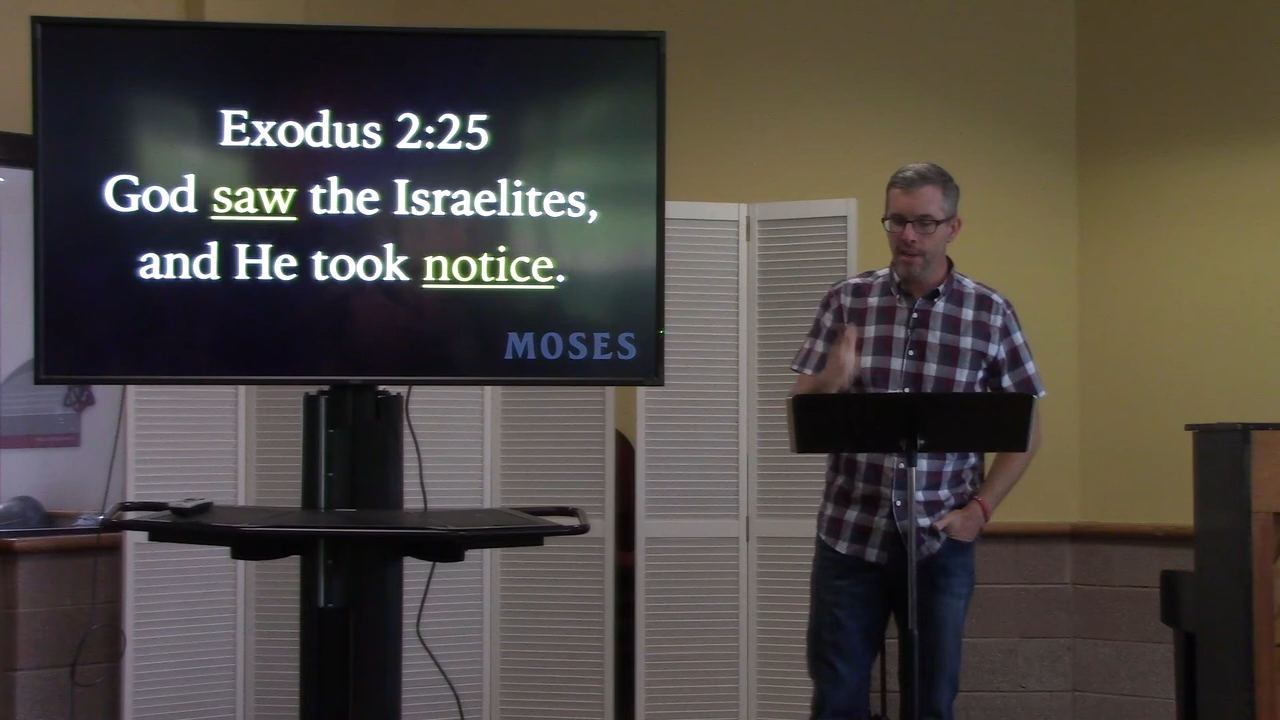 Exodus 2:25
God saw the Israelites,
and He took notice.
MOSES